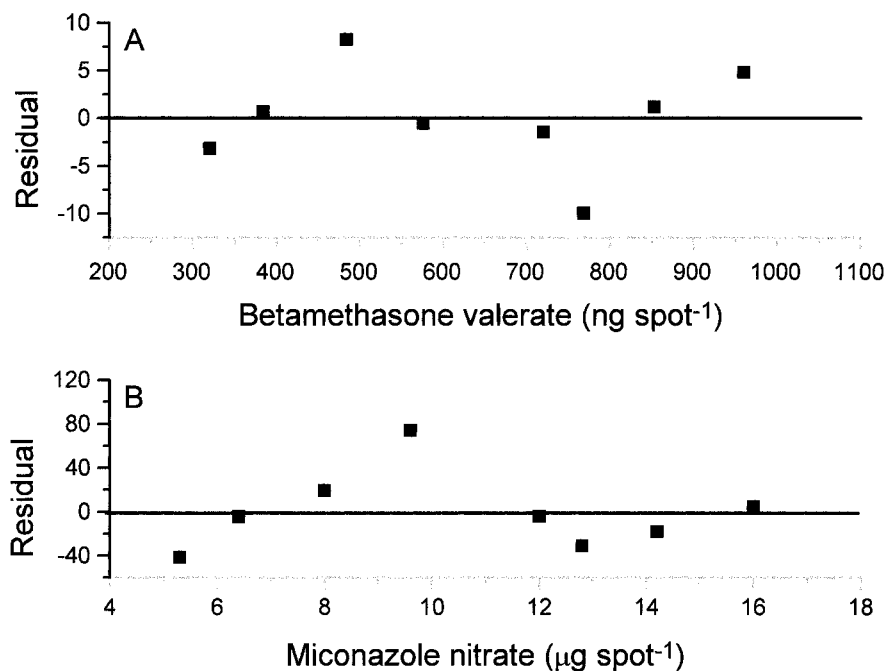 A
Residual
10
5
0
-5
-10
200 300 400 500 600 700 800 900 1000 1100
Betamethasone valerate (ng spot-1)
B
Residual
120
80
40
0
-40
4 6 8 10 12 14 16 18
Miconazole nitrate (μg spot-1)